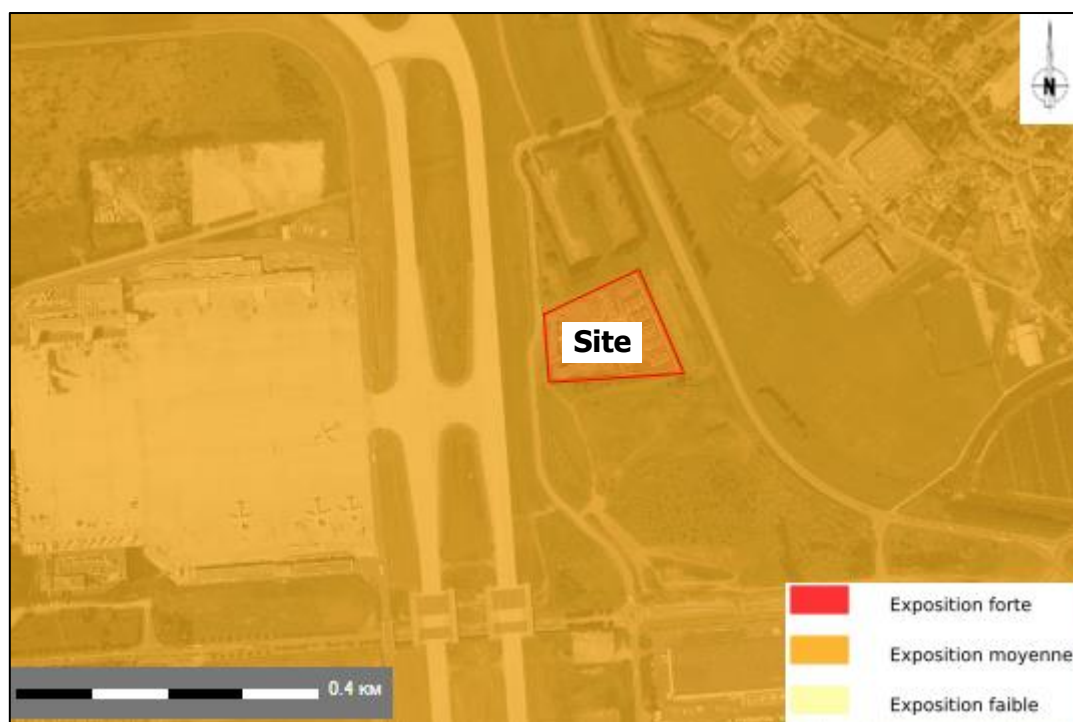 N
Site
Exposition forte
Exposition moyenne
Exposition faible
0.4 км